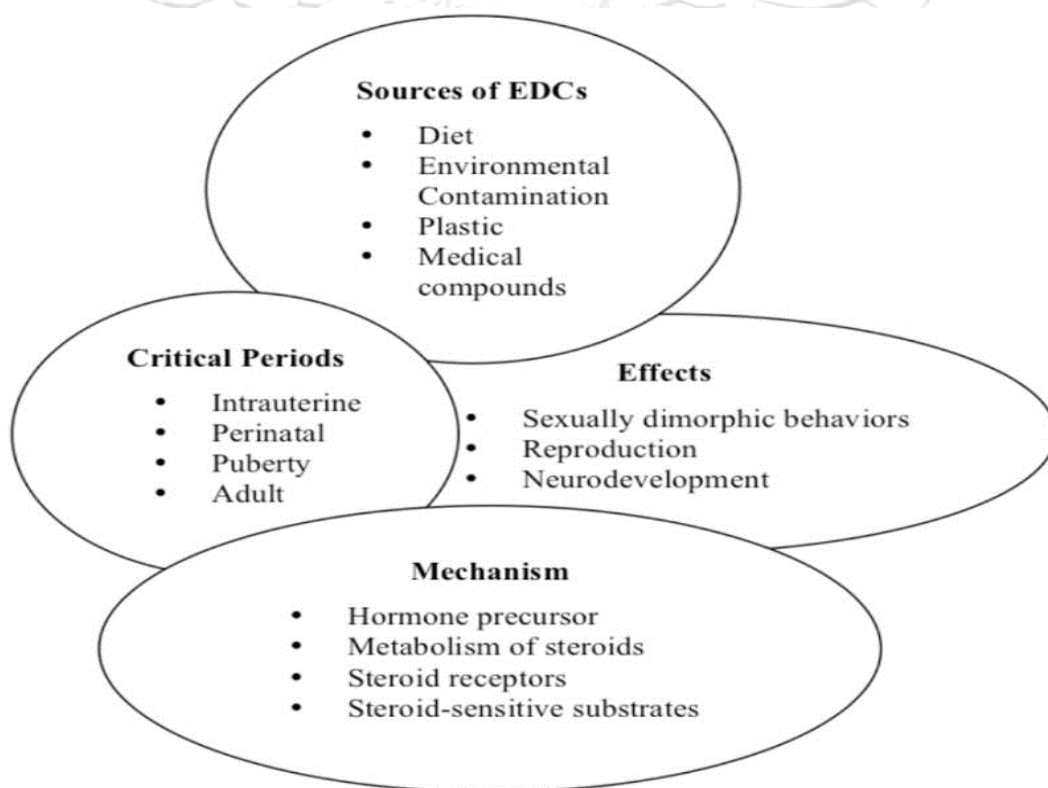 Sources of EDCs
• Diet
• Environmental
Contamination
• Plastic
• Medical
compounds
Critical Periods
• Intrauterine
• Perinatal
• Puberty
• Adult
Effects
• Sexually dimorphic behaviors
• Reproduction
• Neurodevelopment
Mechanism
• Hormone precursor
• Metabolism of steroids
• Steroid receptors
• Steroid-sensitive substrates